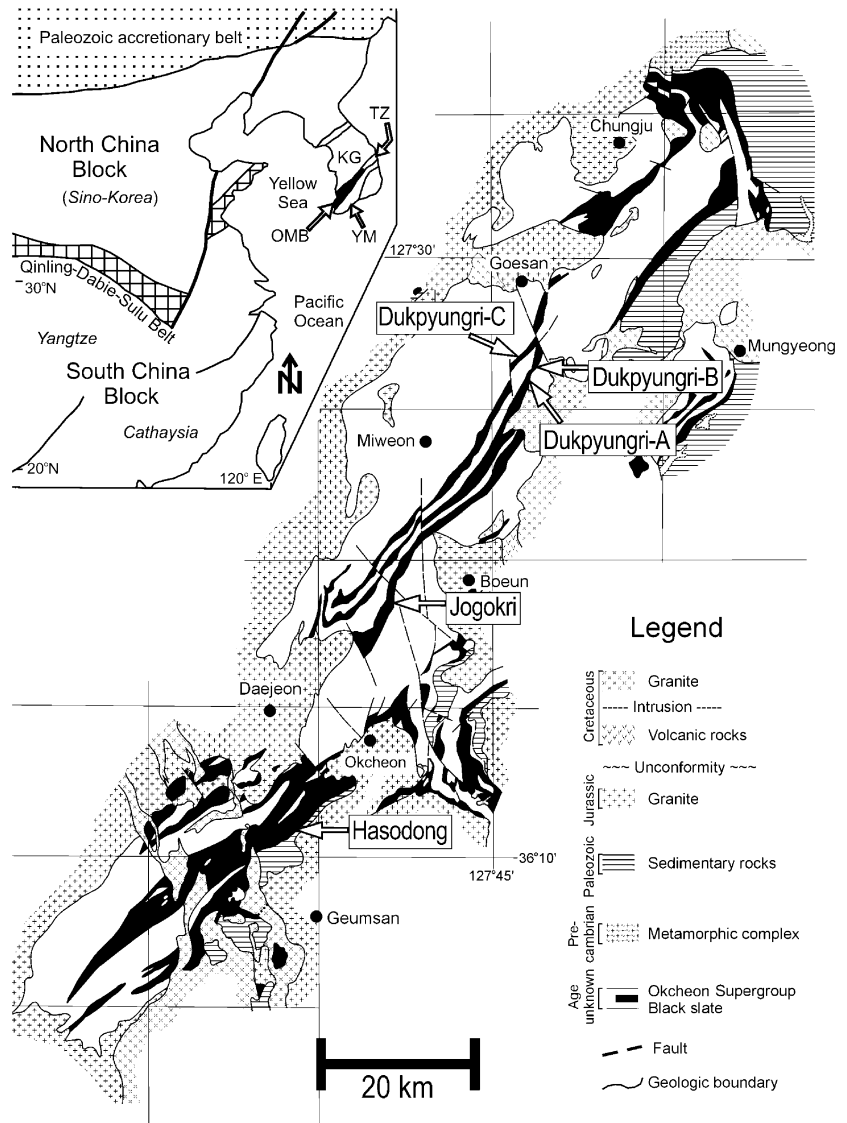 Paleozoic accretionary belt
North China
Block
(Sino-Korea)
TZ
KG
Yellow
Sea
OMB
YM
Qinling-Dabie-Sulu Belt
30°N
Pacific
Ocean
Yangtze
South China
Block
N
Cathaysia
20°N
120° E
Chungju
127°30'
Goesan
Dukpyungri-C
Mungyeong
Dukpyungri-B
Dukpyungri-A
Miweon
Boeun
Jogokri
Daejeon
Okcheon
Hasodong
36°10'
127°45'
Geumsan
20 km
Legend
Cretaceous
Granite
----- Intrusion -----
Volcanic rocks
~~~ Unconformity ~~~
Jurassic
Granite
Paleozoic
Sedimentary rocks
Pre-
cambrian
Metamorphic complex
Age
unknown
Okcheon Supergroup
Black slate
Fault
Geologic boundary